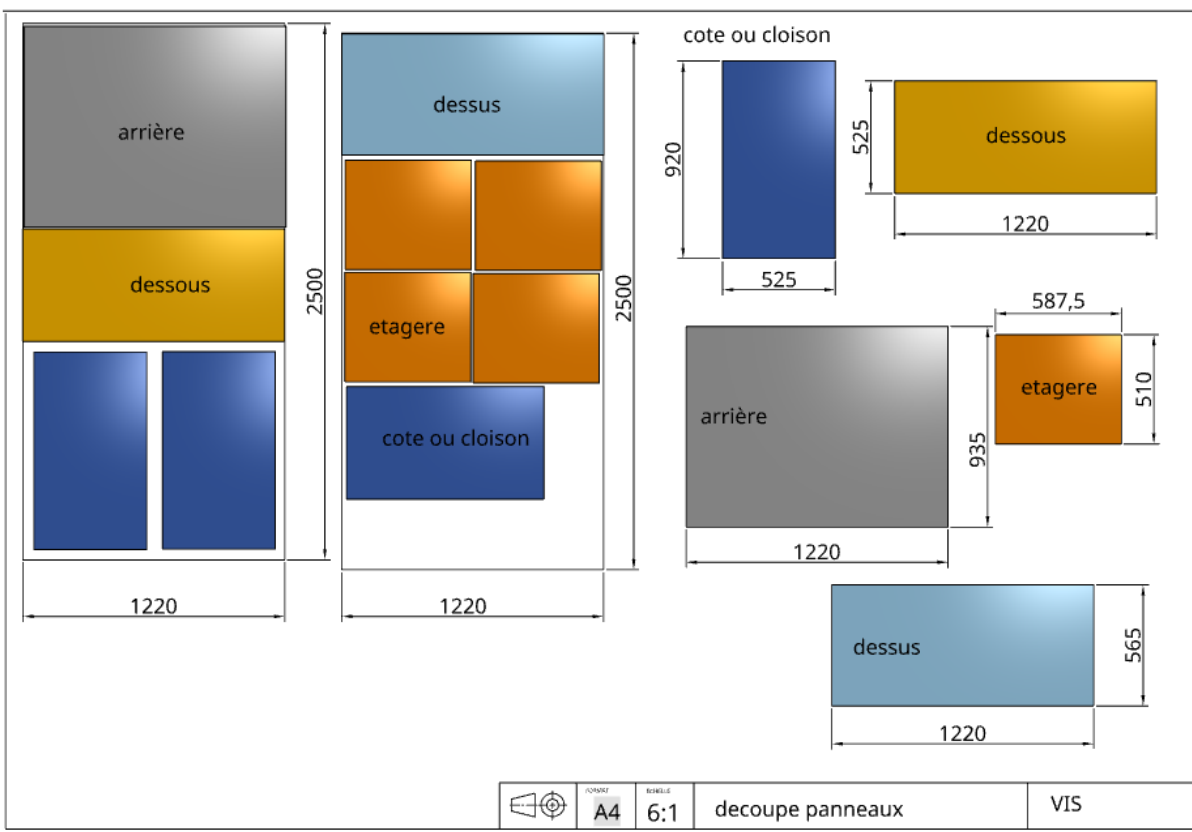 arrière
dessous
2500
1220
dessus
etagere
cote ou cloison
2500
1220
cote ou cloison
920
525
525
dessous
1220
arrière
935
1220
587,5
etagere
510
dessus
565
1220
FORMAT
A4
ECHELLE
6:1
decoupe panneaux
VIS